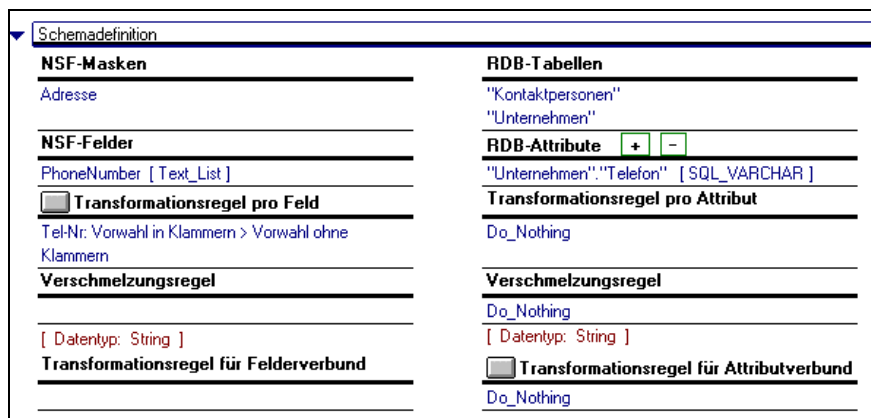 Schemadefinition
NSF-Masken
Adresse
NSF-Felder
PhoneNumber [ Text_List ]
Transformationsregel pro Feld
Tel-Nr: Vorwahl in Klammern > Vorwahl ohne
Klammern
Verschmelzungsregel
[ Datentyp: String ]
Transformationsregel für Felderverbund
RDB-Tabellen
"Kontaktpersonen"
"Unternehmen"
RDB-Attribute + -
"Unternehmen"."Telefon" [ SQL_VARCHAR ]
Transformationsregel pro Attribut
Do_Nothing
Verschmelzungsregel
Do_Nothing
[ Datentyp: String ]
Transformationsregel für Attributverbund
Do_Nothing